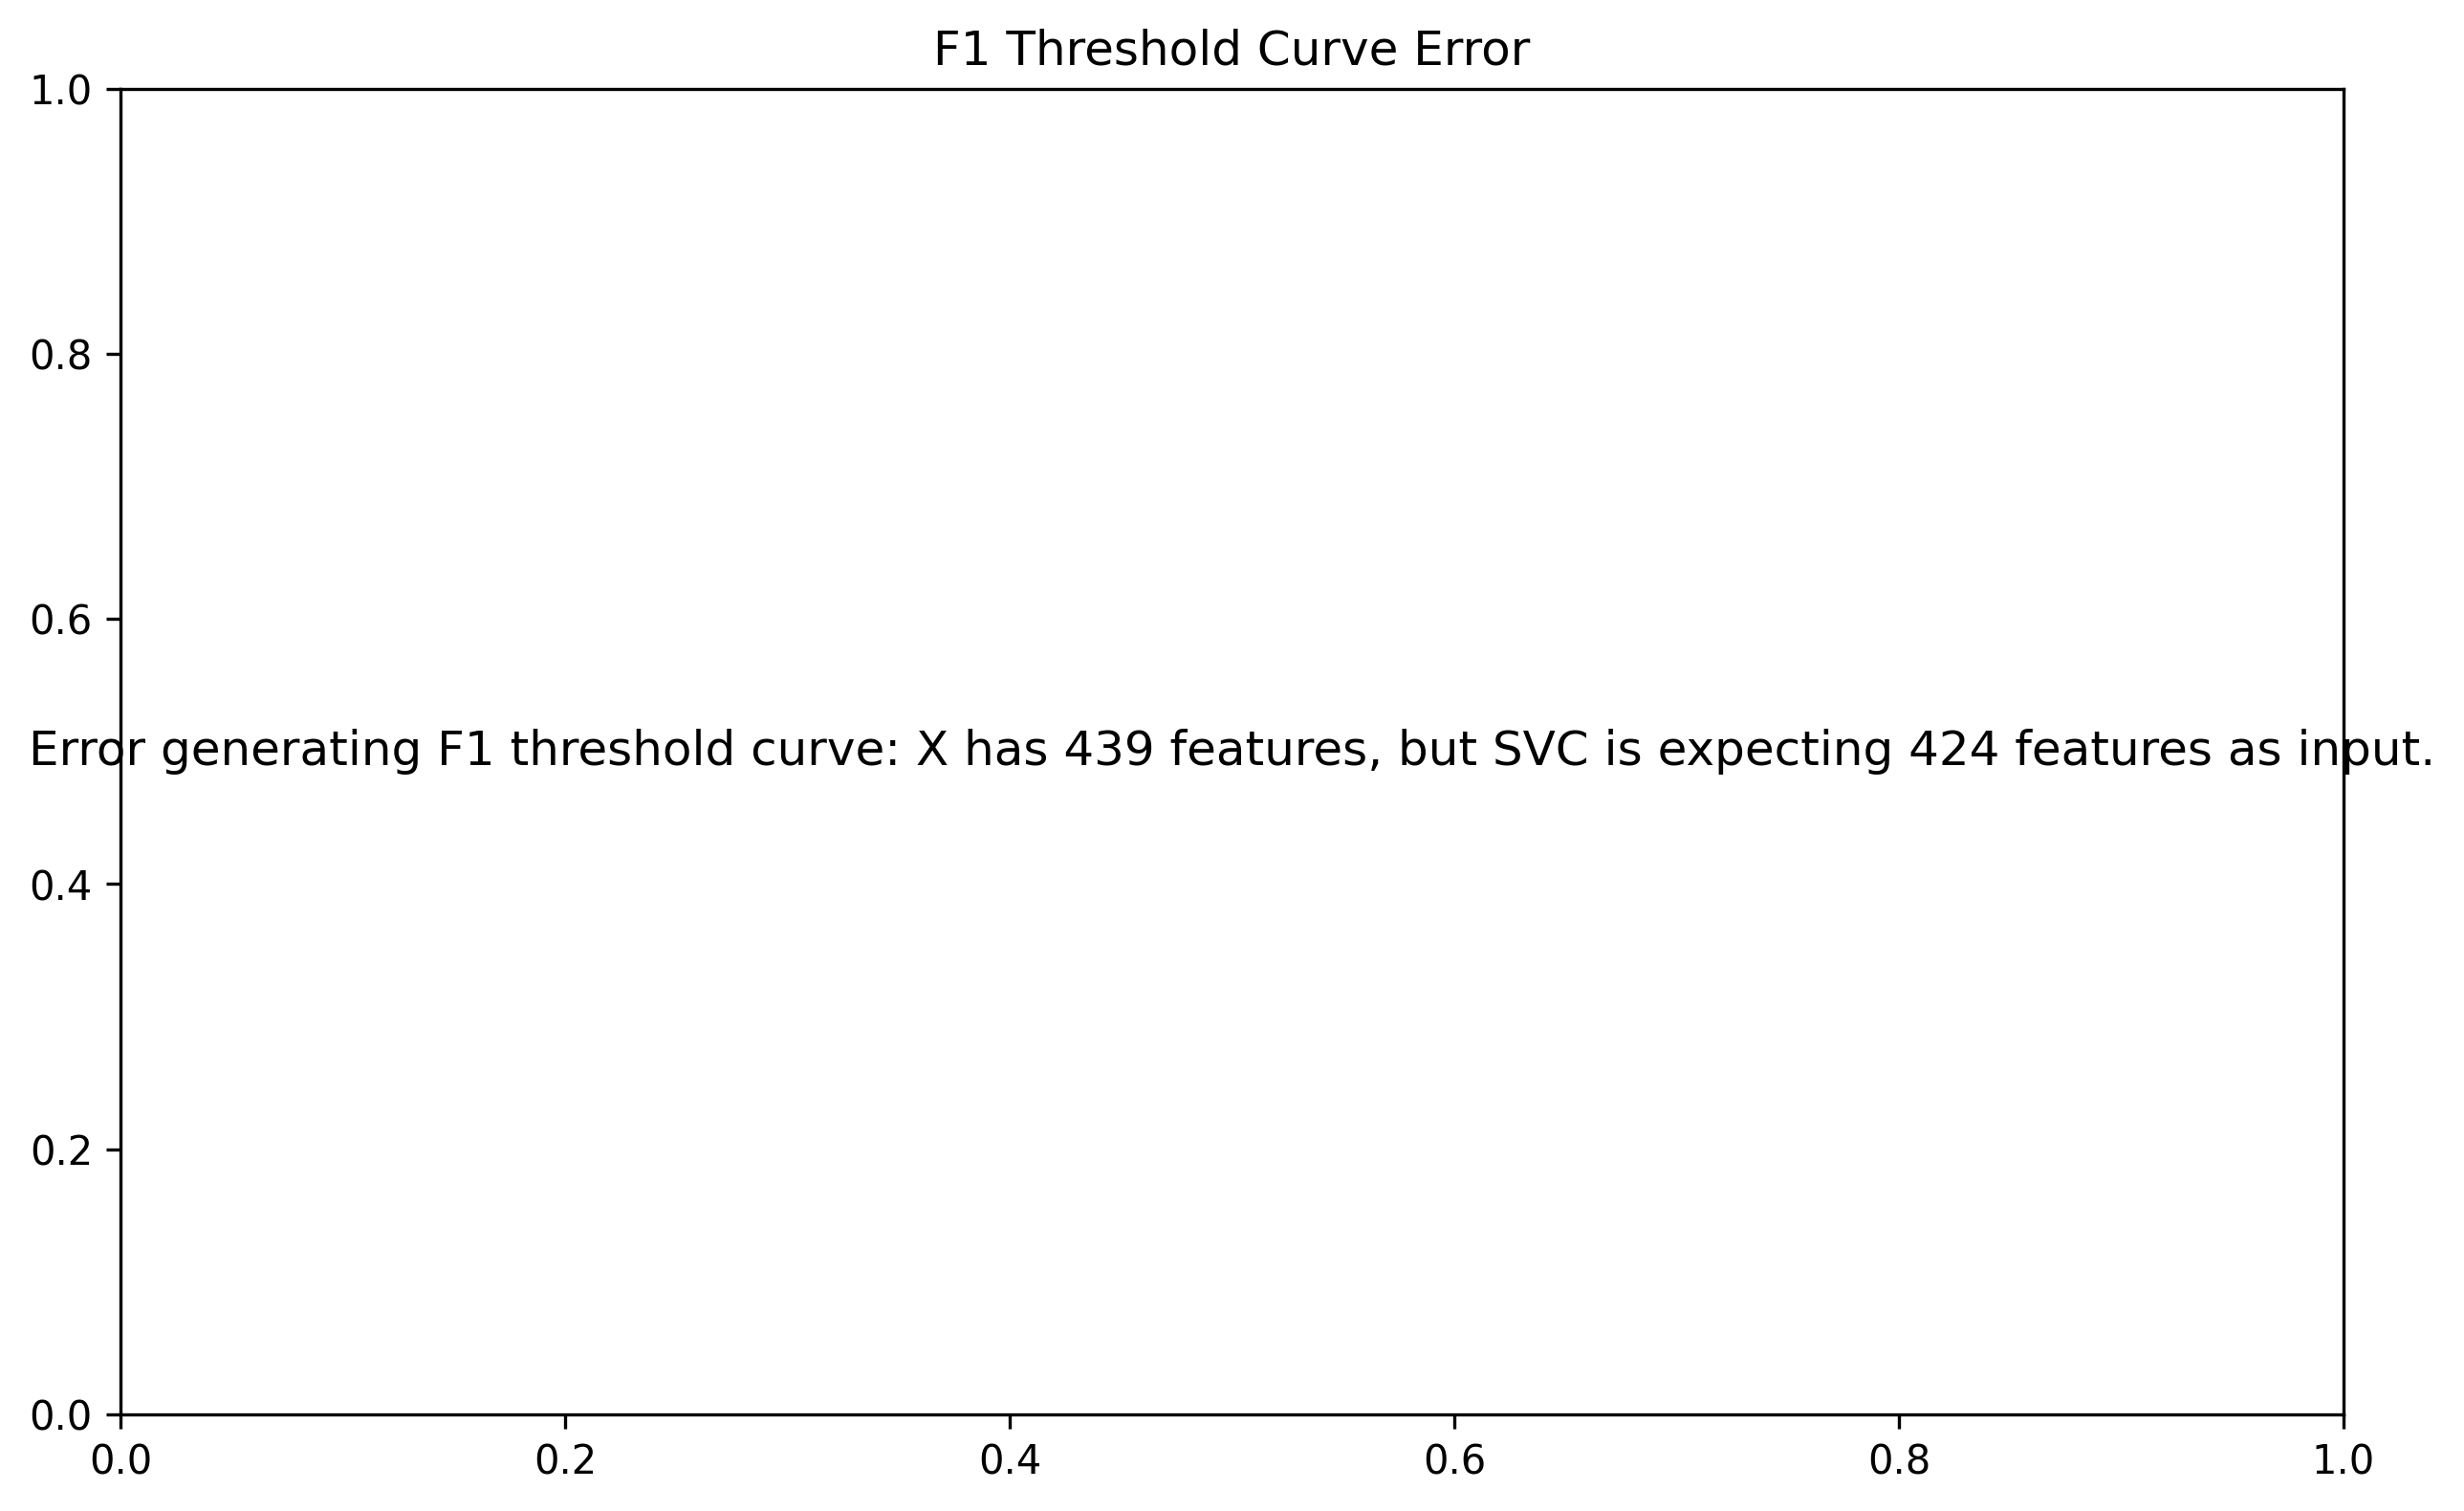 F1 Threshold Curve Error
1.0
0.8
0.6
Error generating F1 threshold curve: X has 439 features, but SVC is expecting 424 features as input.
0.4
0.2
0.0
0.0 0.2 0.4 0.6 0.8 1.0